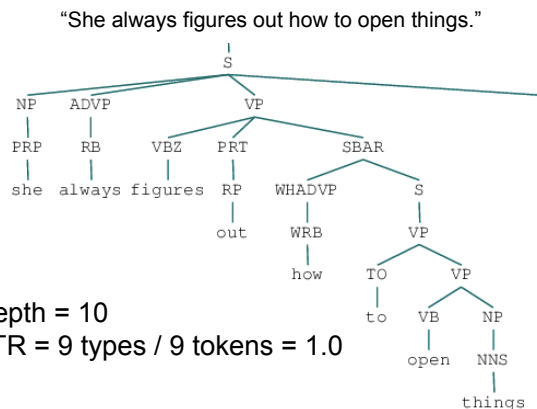 “She always figures out how to open things.”
S
NP ADVP VP
PRP RB VBZ PRT SBAR
she always figures RP WHADVP S
out WRB VP
how TO VP
to VB NP
open NNS
things
epth = 10
TR = 9 types / 9 tokens = 1.0